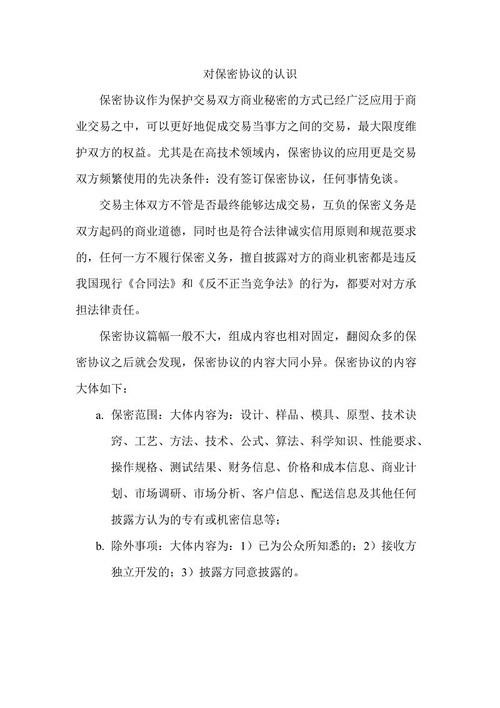 对保密协议的认识
保密协议作为保护交易双方商业秘密的方式已经广泛应用于商
业交易之中，可以更好地促成交易当事方之间的交易，最大限度维
护双方的权益。尤其是在高技术领域内，保密协议的应用更是交易
双方频繁使用的先决条件：没有签订保密协议，任何事情免谈。
交易主体双方不管是否最终能够达成交易，互负的保密义务是
双方起码的商业道德，同时也是符合法律诚实信用原则和规范要求
的，任何一方不履行保密义务，擅自披露对方的商业机密都是违反
我国现行《合同法》和《反不正当竞争法》的行为，都要对对方承
担法律责任。
保密协议篇幅一般不大，组成内容也相对固定，翻阅众多的保
密协议之后就会发现，保密协议的内容大同小异。保密协议的内容
大体如下：
a. 保密范围：大体内容为：设计、样品、模具、原型、技术诀
窍、工艺、方法、技术、公式、算法、科学知识、性能要求、
操作规格、测试结果、财务信息、价格和成本信息、商业计
划、市场调研、市场分析、客户信息、配送信息及其他任何
披露方认为的专有或机密信息等；
b. 除外事项：大体内容为：1）已为公众所知悉的；2）接收方
独立开发的；3）披露方同意披露的。